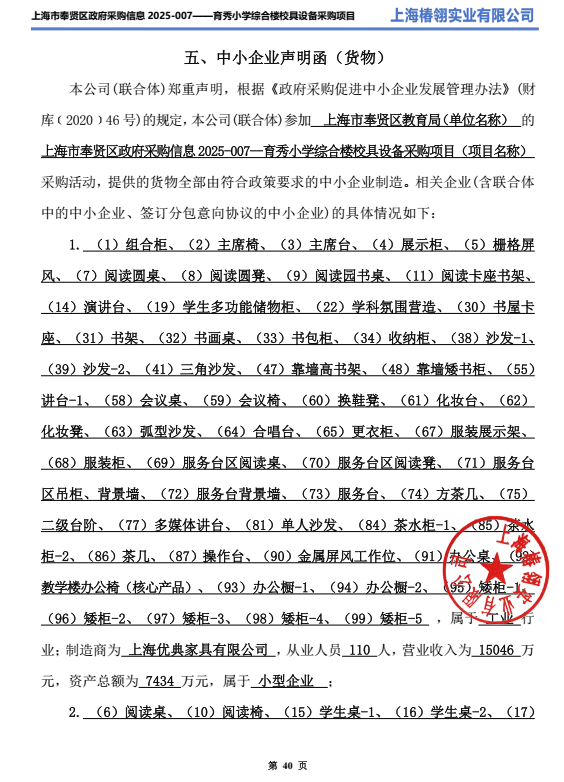 上海市奉贤区政府采购信息 2025-007——育秀小学综合楼校具设备采购项目 上海椿翎实业有限公司
五、中小企业声明函（货物）
本公司(联合体)郑重声明，根据《政府采购促进中小企业发展管理办法》(财
库﹝2020﹞46 号)的规定，本公司(联合体)参加 上海市奉贤区教育局(单位名称) 的
上海市奉贤区政府采购信息 2025-007—育秀小学综合楼校具设备采购项目（项目名称）
采购活动，提供的货物全部由符合政策要求的中小企业制造。相关企业(含联合体
中的中小企业、签订分包意向协议的中小企业)的具体情况如下：
1. （1）组合柜、（2）主席椅、（3）主席台、（4）展示柜、（5）栅格屏
风、（7）阅读圆桌、（8）阅读圆凳、（9）阅读园书桌、（11）阅读卡座书架、
（14）演讲台、（19）学生多功能储物柜、（22）学科氛围营造、（30）书屋卡
座、（31）书架、（32）书画桌、（33）书包柜、（34）收纳柜、（38）沙发-1、
（39）沙发-2、（41）三角沙发、（47）靠墙高书架、（48）靠墙矮书柜、（55）
讲台-1、（58）会议桌、（59）会议椅、（60）换鞋凳、（61）化妆台、（62）
化妆凳、（63）弧型沙发、（64）合唱台、（65）更衣柜、（67）服装展示架、
（68）服装柜、（69）服务台区阅读桌、（70）服务台区阅读凳、（71）服务台
区吊柜、背景墙、（72）服务台背景墙、（73）服务台、（74）方茶几、（75）
二级台阶、（77）多媒体讲台、（81）单人沙发、（84）茶水柜-1、（85）茶水
柜-2、（86）茶几、（87）操作台、（90）金属屏风工作位、（91）办公桌、（92）
教学楼办公椅（核心产品）、（93）办公橱-1、（94）办公橱-2、（95）矮柜-1、
（96）矮柜-2、（97）矮柜-3、（98）矮柜-4、（99）矮柜-5 ，属于 工业 行
业；制造商为 上海优典家具有限公司 ，从业人员 110 人，营业收入为 15046 万
元，资产总额为 7434 万元，属于 小型企业 ；
2. （6）阅读桌、（10）阅读椅、（15）学生桌-1、（16）学生桌-2、（17）
上海椿翎实业有限公司
第 40 页